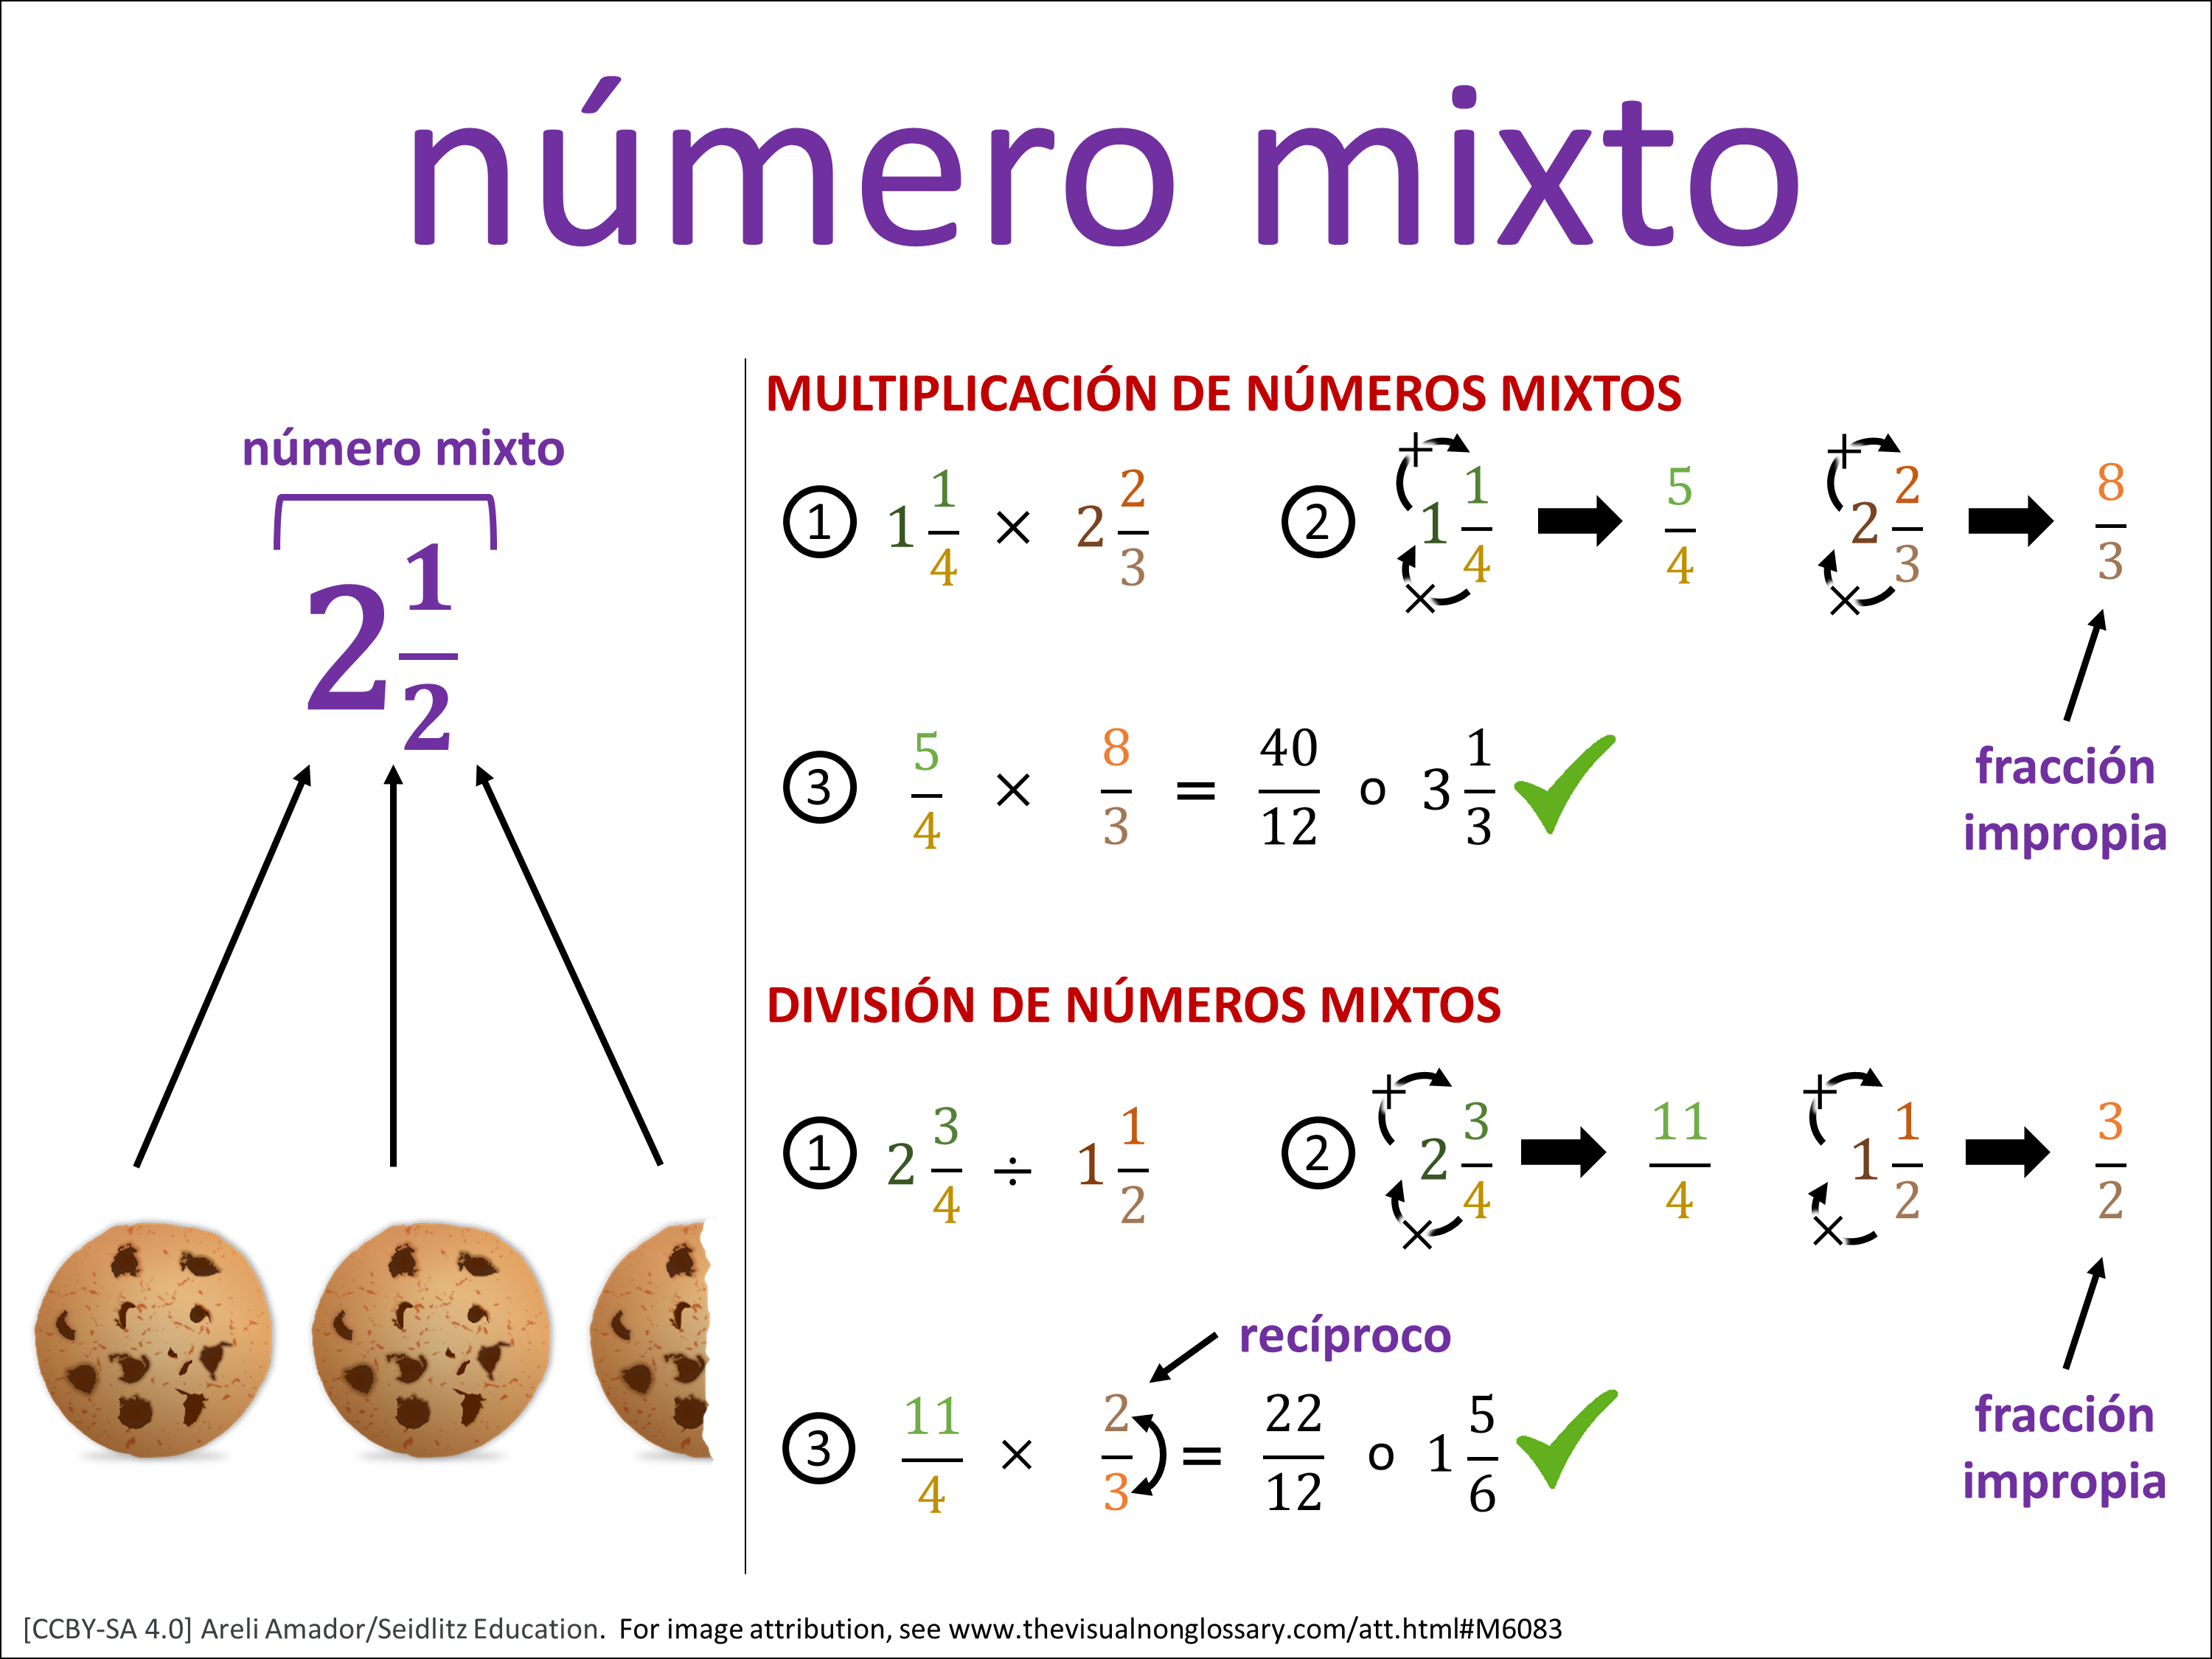 número mixto
número mixto
2 1/2
MULTIPLICACIÓN DE NÚMEROS MIXTOS
1 1 1/4 × 2 2/3
2 + 1 1/4 × 5/4 + 2 2/3 × 8/3
fracción
impropia
3 5/4 × 8/3 = 40/12 o 3 1/3
DIVISIÓN DE NÚMEROS MIXTOS
1 2 3/4 ÷ 1 1/2
2 + 2 3/4 × 11/4 + 1 1/2 × 3/2
fracción
impropia
recíproco
3 11/4 × 2/3 = 22/12 o 1 5/6
[CCBY-SA 4.0] Areli Amador/Seidlitz Education. For image attribution, see www.thevisualnonglossary.com/att.html#M6083